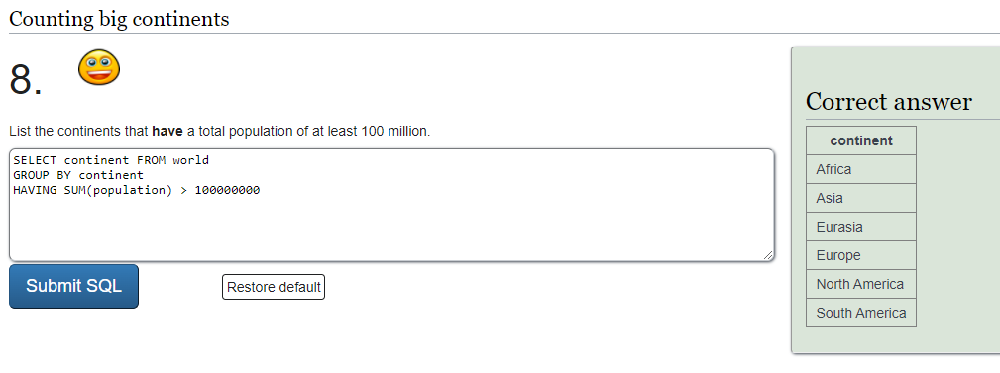 Counting big continents
8.
List the continents that have a total population of at least 100 million.
SELECT continent FROM world
GROUP BY continent
HAVING SUM(population) > 100000000
Submit SQL
Restore default
Correct answer
continent
Africa
Asia
Eurasia
Europe
North America
South America